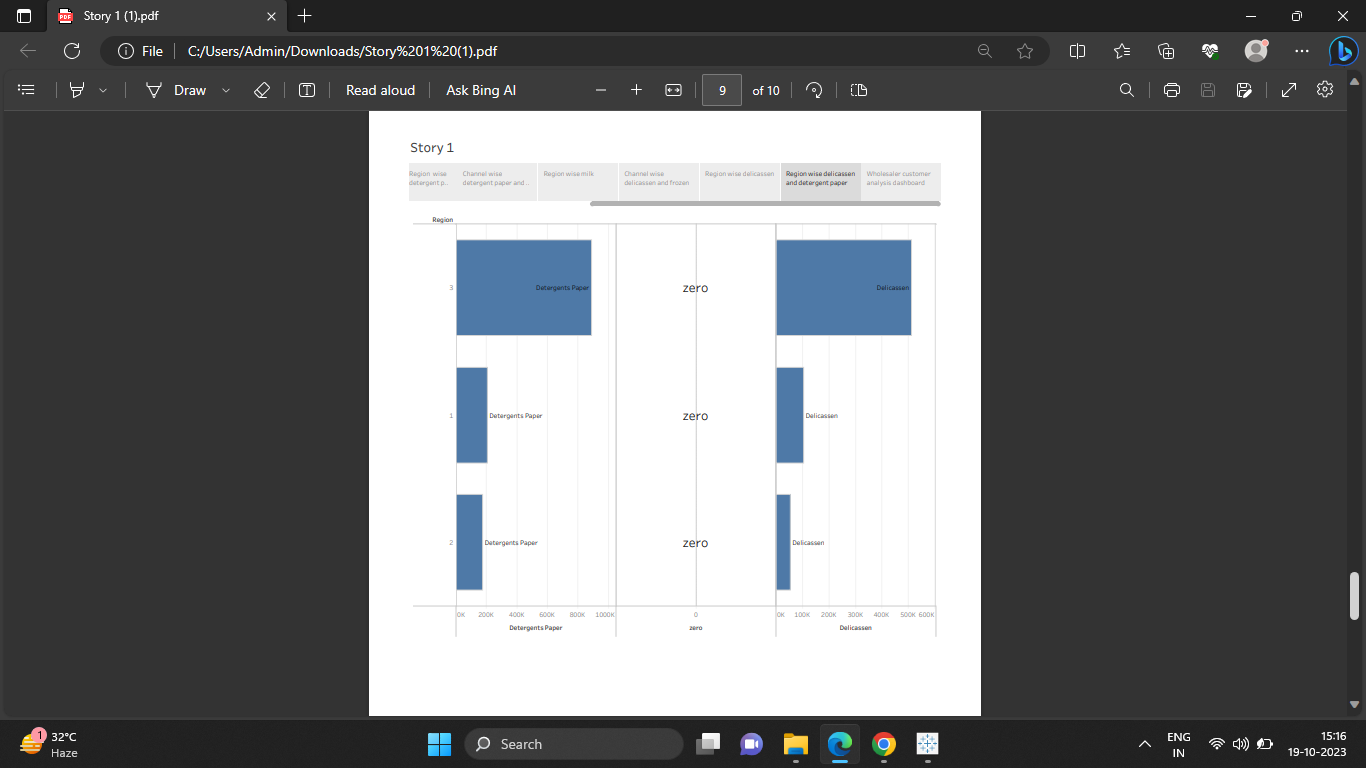 Story 1 (1).pdf
File
C:/Users/Admin/Downloads/Story%201%20(1).pdf
Draw
Read aloud
Ask Bing AI
9
of 10
Story 1
Region wise
detergent p..
Channel wise
detergent paper and ..
Region wise milk
Channel wise
delicassen and frozen
Region wise delicassen
Region wise delicassen
and detergent paper
Wholesaler customer
analysis dashboard
Region
3
Detergents Paper
zero
Delicassen
1
Detergents Paper
zero
Delicassen
2
Detergents Paper
zero
Delicassen
0K 200K 400K 600K 800K 1000K
0
0K 100K 200K 300K 400K 500K 600K
Detergents Paper
zero
Delicassen
1
32°C
Haze
Search
ENG
IN
15:16
19-10-2023